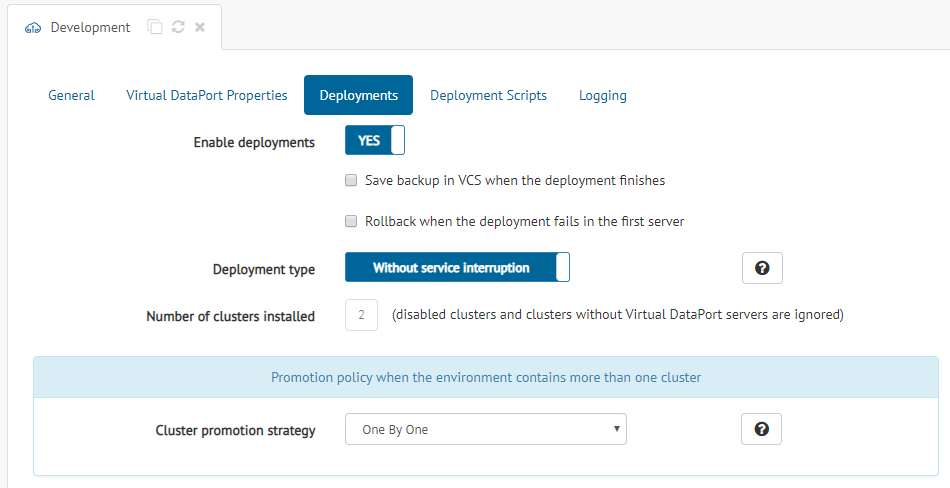 Development
General Virtual DataPort Properties Deployments Deployment Scripts Logging
Enable deployments YES
Save backup in VCS when the deployment finishes
Rollback when the deployment fails in the first server
Deployment type Without service interruption ?
Number of clusters installed 2 (disabled clusters and clusters without Virtual DataPort servers are ignored)
Promotion policy when the environment contains more than one cluster
Cluster promotion strategy One By One ?